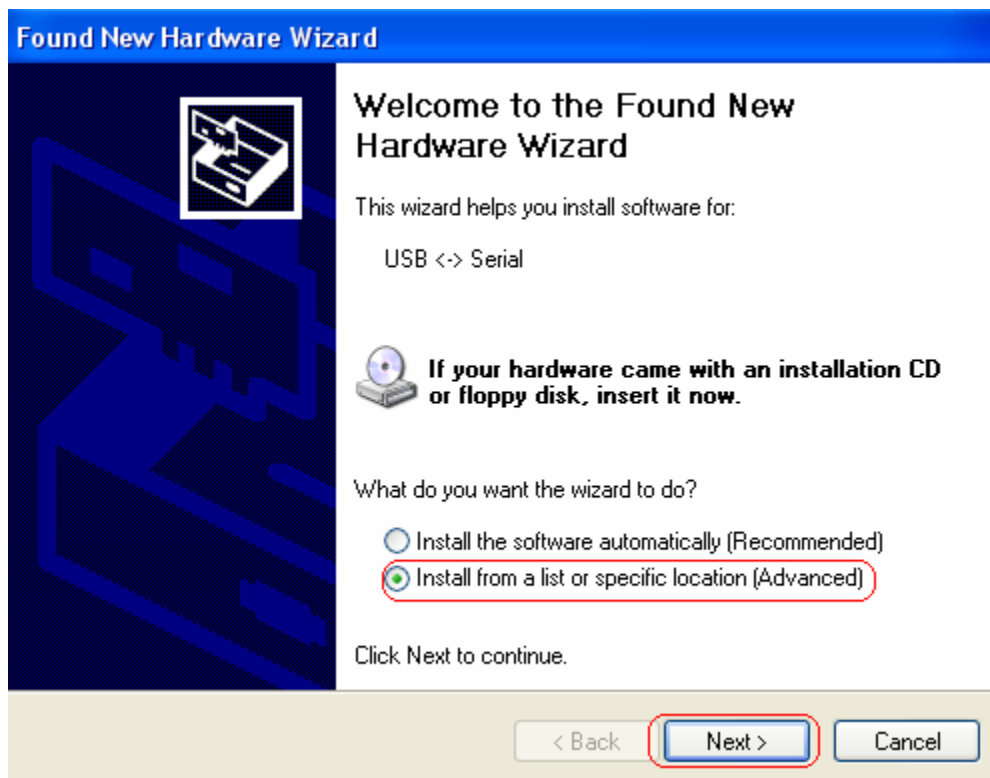 Found New Hardware Wizard
Welcome to the Found New
Hardware Wizard
This wizard helps you install software for:
USB <-> Serial
If your hardware came with an installation CD
or floppy disk, insert it now.
What do you want the wizard to do?
Install the software automatically (Recommended)
Install from a list or specific location (Advanced)
Click Next to continue.
< Back Next > Cancel